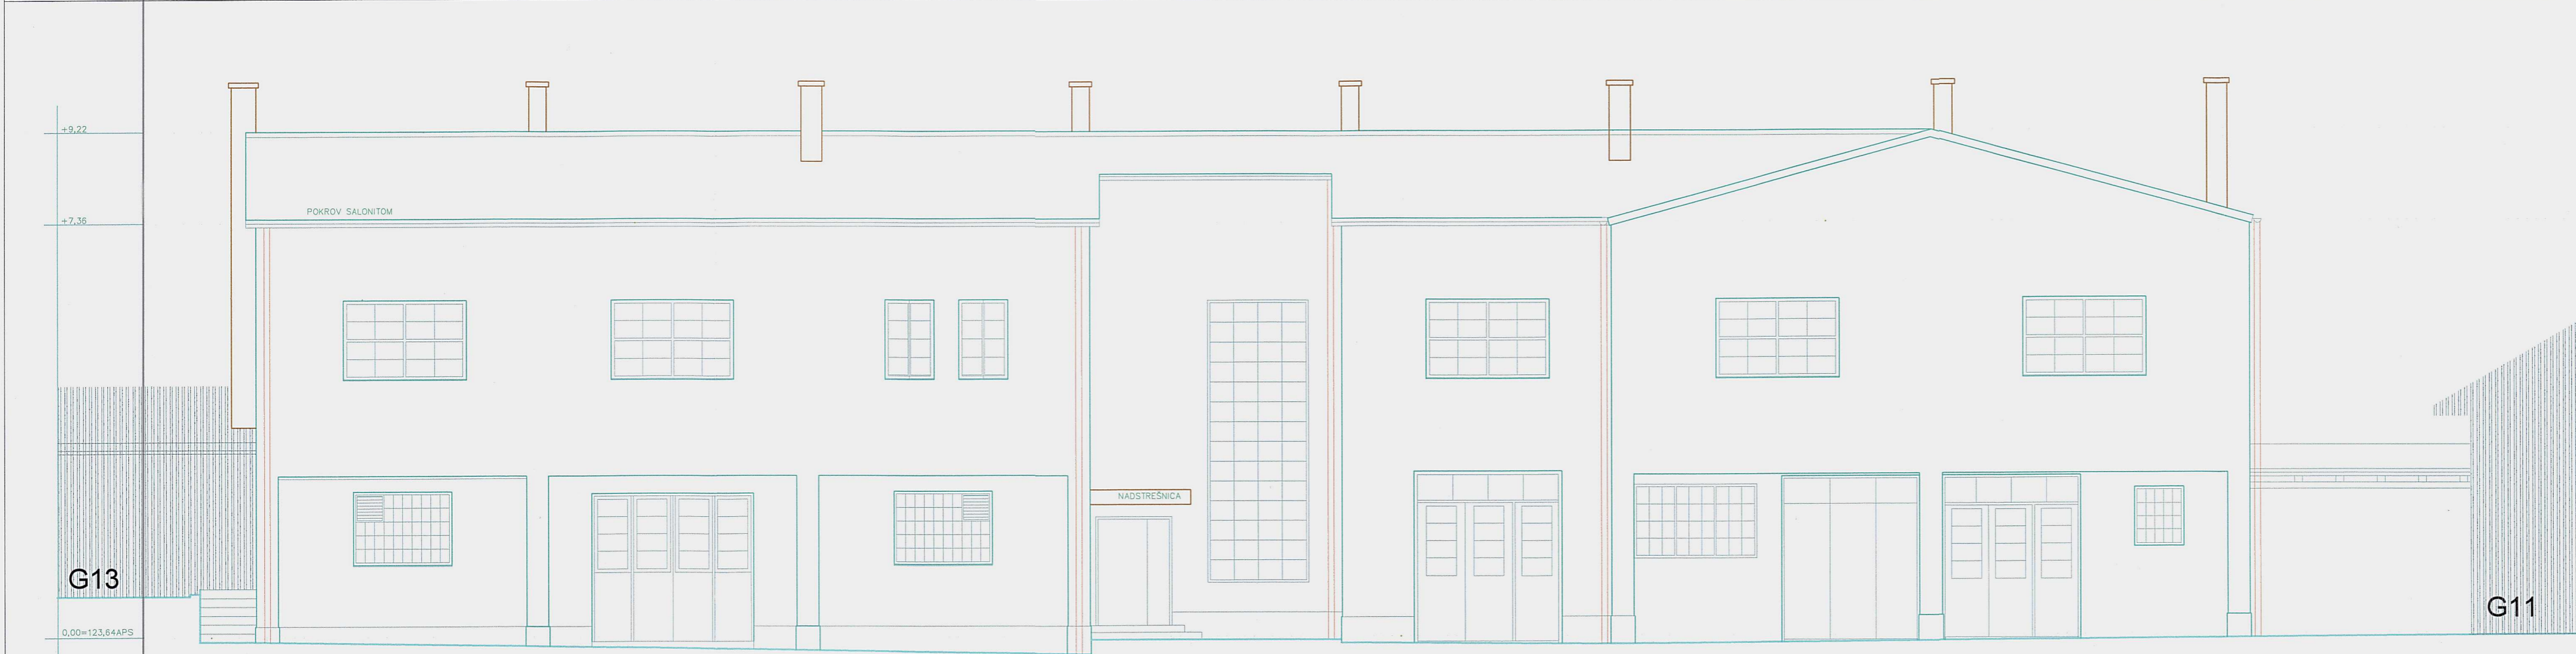 +9,22
POKROV SALONITOM
+7,36
NADSTREŠNICA
G13
G11
0,00=123,64APS